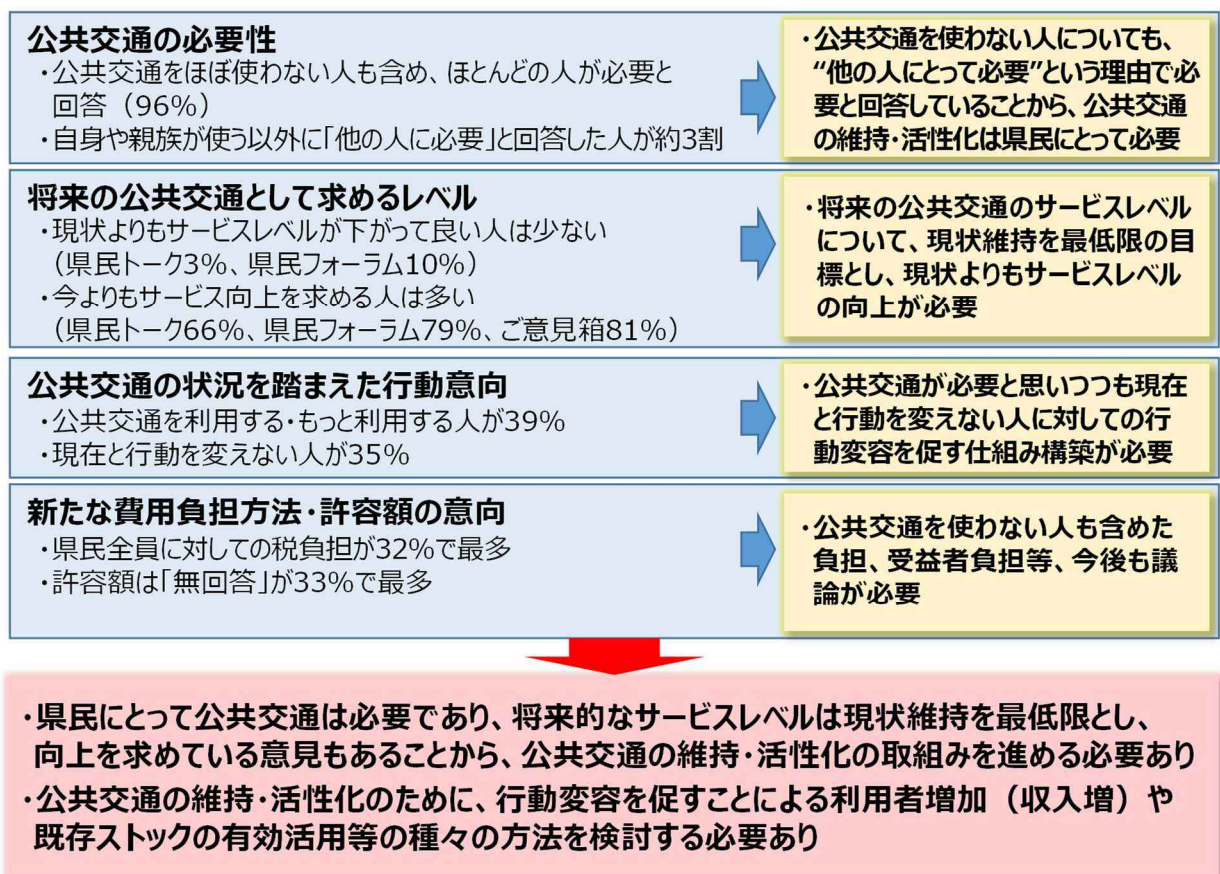 公共交通の必要性
・公共交通をほぼ使わない人も含め、ほとんどの人が必要と
回答（96%）
・自身や親族が使う以外に「他の人に必要」と回答した人が約3割
・公共交通を使わない人についても、
“他の人にとって必要”という理由で必
要と回答していることから、公共交通
の維持・活性化は県民にとって必要
将来の公共交通として求めるレベル
・現状よりもサービスレベルが下がって良い人は少ない
（県民トーク3%、県民フォーラム10%）
・今よりもサービス向上を求める人は多い
（県民トーク66%、県民フォーラム79%、ご意見箱81%）
・将来の公共交通のサービスレベル
について、現状維持を最低限の目
標とし、現状よりもサービスレベル
の向上が必要
公共交通の状況を踏まえた行動意向
・公共交通を利用する・もっと利用する人が39%
・現在と行動を変えない人が35%
・公共交通が必要と思いつつも現在
と行動を変えない人に対しての行
動変容を促す仕組み構築が必要
新たな費用負担方法・許容額の意向
・県民全員に対しての税負担が32%で最多
・許容額は「無回答」が33%で最多
・公共交通を使わない人も含めた
負担、受益者負担等、今後も議
論が必要
・県民にとって公共交通は必要であり、将来的なサービスレベルは現状維持を最低限とし、
向上を求めている意見もあることから、公共交通の維持・活性化の取組みを進める必要あり
・公共交通の維持・活性化のために、行動変容を促すことによる利用者増加（収入増）や
既存ストックの有効活用等の種々の方法を検討する必要あり